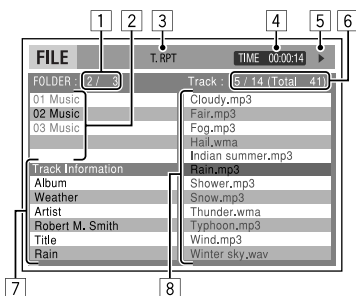 1 2 3 4 5 6
FILE T. RPT TIME 00:00:14
FOLDER : 2 / 3 Track : 5 / 14 (Total 41)
01 Music
02 Music
03 Music
Track Information
Album
Weather
Artist
Robert M. Smith
Title
Rain
Cloudy.mp3
Fair.mp3
Fog.mp3
Hail.wma
Indian summer.mp3
Rain.mp3
Shower.mp3
Snow.mp3
Thunder.wma
Typhoon.mp3
Wind.mp3
Winter sky.wav
7 8